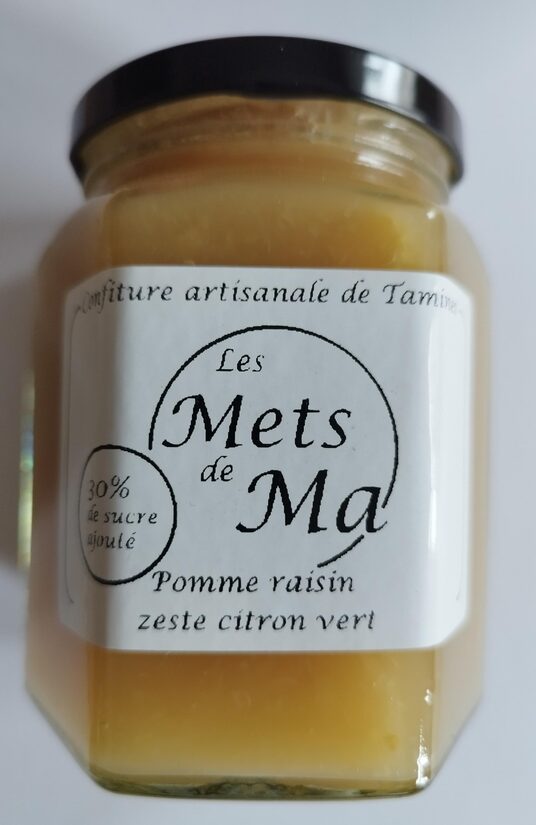 Confiture artisanale de Tamines
Les
Mets
de
Ma
30%
de sucre
ajouté
Pomme raisin
zeste citron vert